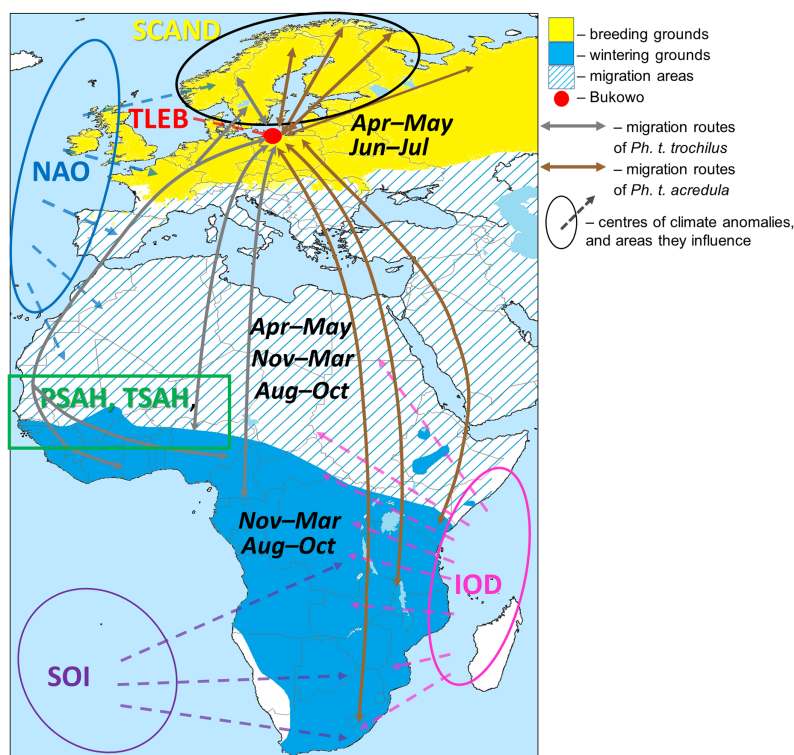 SCAND
TLEB
NAO
Apr–May
Jun–Jul
Apr–May
Nov–Mar
Aug–Oct
PSAH, TSAH,
Nov–Mar
Aug–Oct
IOD
SOI
– breeding grounds
– wintering grounds
– migration areas
– Bukowo
– migration routes
of Ph. t. trochilus
– migration routes
of Ph. t. acredula
– centres of climate anomalies,
and areas they influence